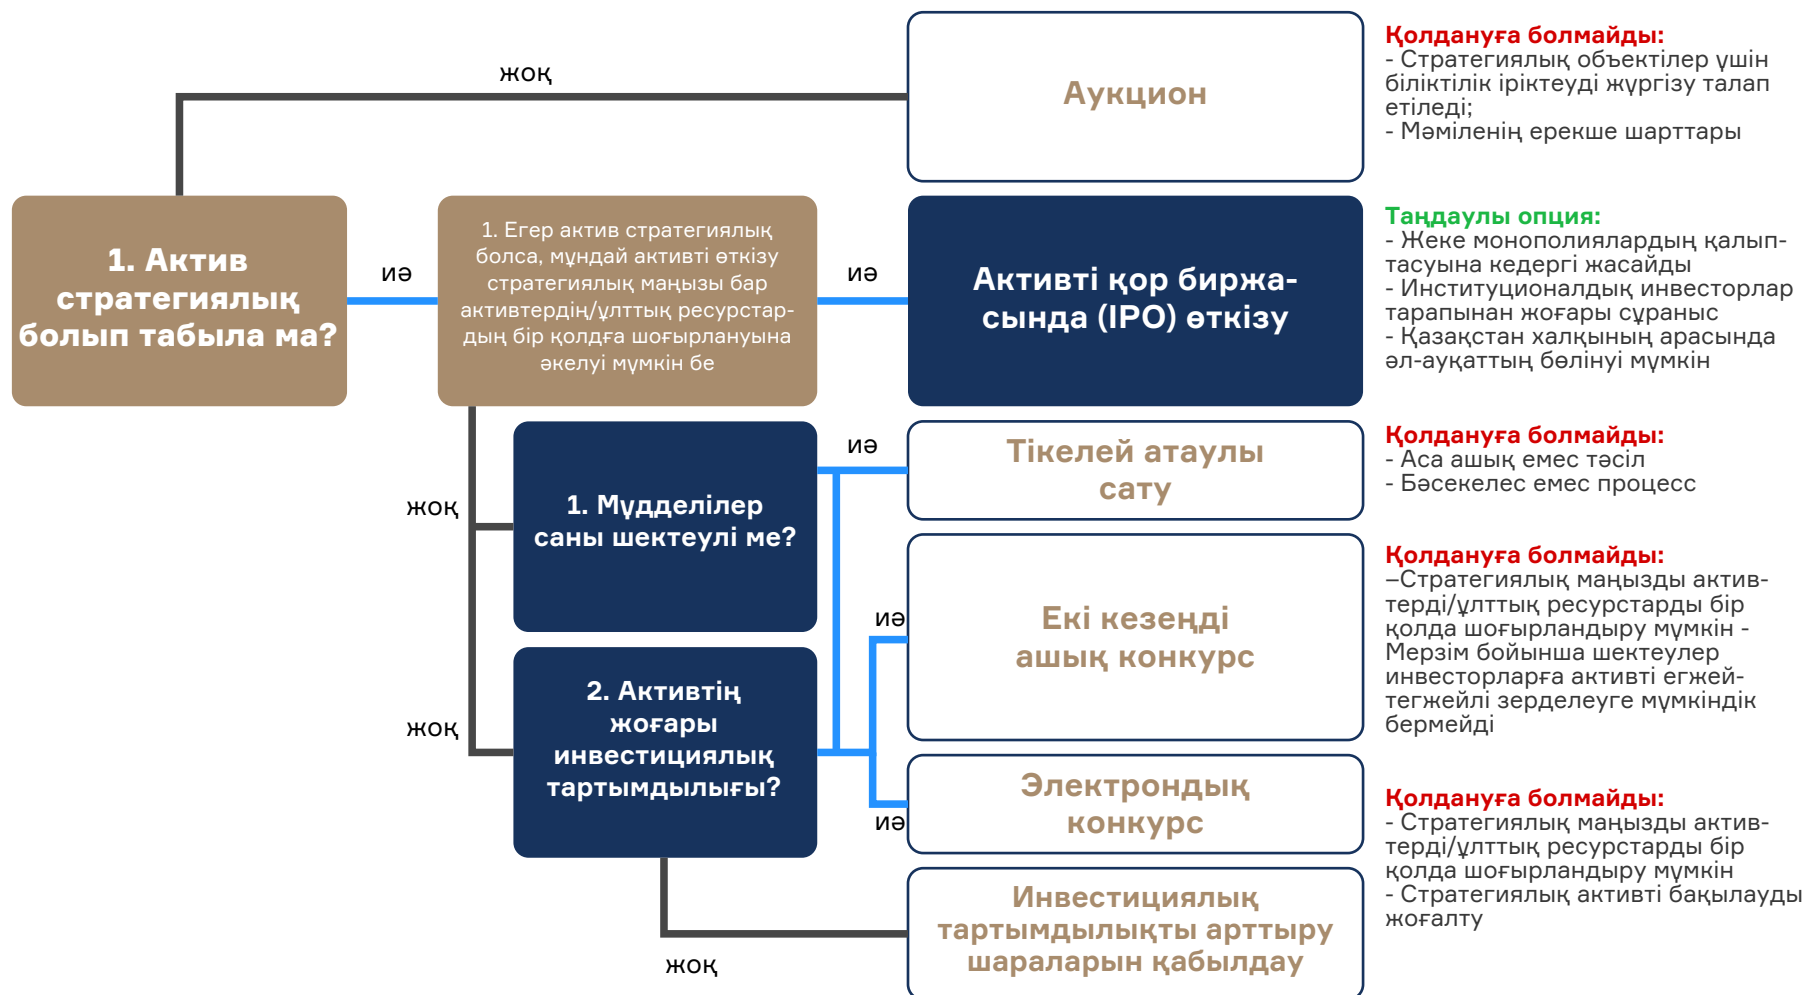 жоқ
Аукцион
Қолдануға болмайды:
- Стратегиялық объектілер үшін
біліктілік іріктеуді жүргізу талап
етіледі;
- Мәміленің ерекше шарттары
1. Актив
стратегиялық
болып табыла ма?
иә
1. Егер актив стратегиялық
болса, мұндай активті өткізу
стратегиялық маңызы бар
активтердің/ұлттық ресурстар-
дың бір қолдға шоғырлануына
әкелуі мүмкін бе
иә
Активті қор биржа-
сында (IPO) өткізу
Таңдаулы опция:
- Жеке монополиялардың қалып-
тасуына кедергі жасайды
- Институционалдық инвесторлар
тарапынан жоғары сұраныс
- Қазақстан халқының арасында
әл-ауқаттың бөлінуі мүмкін
жоқ
1. Мүдделілер
саны шектеулі ме?
иә
Тікелей атаулы
сату
Қолдануға болмайды:
- Аса ашық емес тәсіл
- Бәсекелес емес процесс
жоқ
2. Активтің
жоғары
инвестициялық
тартымдылығы?
иә
Екі кезеңді
ашық конкурс
Қолдануға болмайды:
–Стратегиялық маңызды актив-
терді/ұлттық ресурстарды бір
қолда шоғырландыру мүмкін -
Мерзім бойынша шектеулер
инвесторларға активті егжей-
тегжейлі зерделеуге мүмкіндік
бермейді
иә
Электрондық
конкурс
Қолдануға болмайды:
- Стратегиялық маңызды актив-
терді/ұлттық ресурстарды бір
қолда шоғырландыру мүмкін
- Стратегиялық активті бақылауды
жоғалту
жоқ
Инвестициялық
тартымдылықты арттыру
шараларын қабылдау